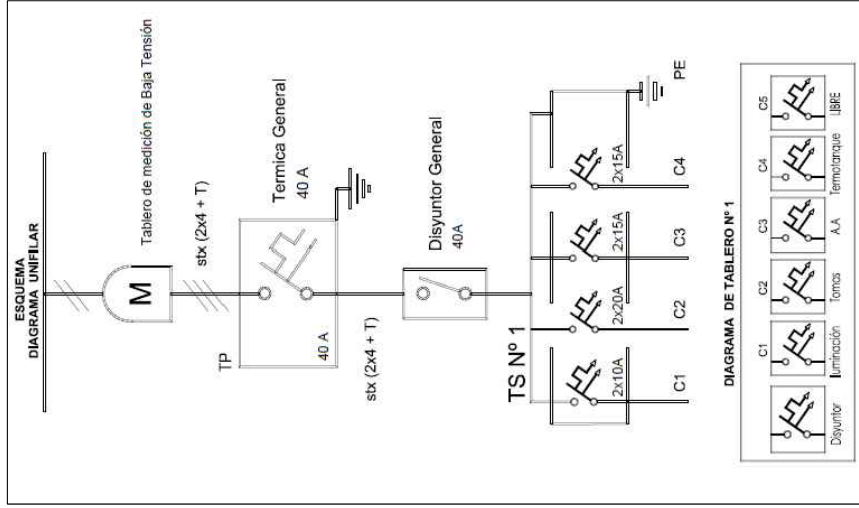 ESQUEMA
DIAGRAMA UNIFILAR
Tablero de medición de Baja Tensión
M
stx (2x4 + T)
TP
Termica General
40 A
40 A
stx (2x4 + T)
Disyuntor General
40A
TS Nº 1
2x10A
2x20A
2x15A
2x15A
C1
C2
C3
C4
PE
DIAGRAMA DE TABLERO Nº 1
C1
C2
C3
C4
C5
Disyuntor
Iluminación
Tomas
A.A
Termotanque
LIBRE